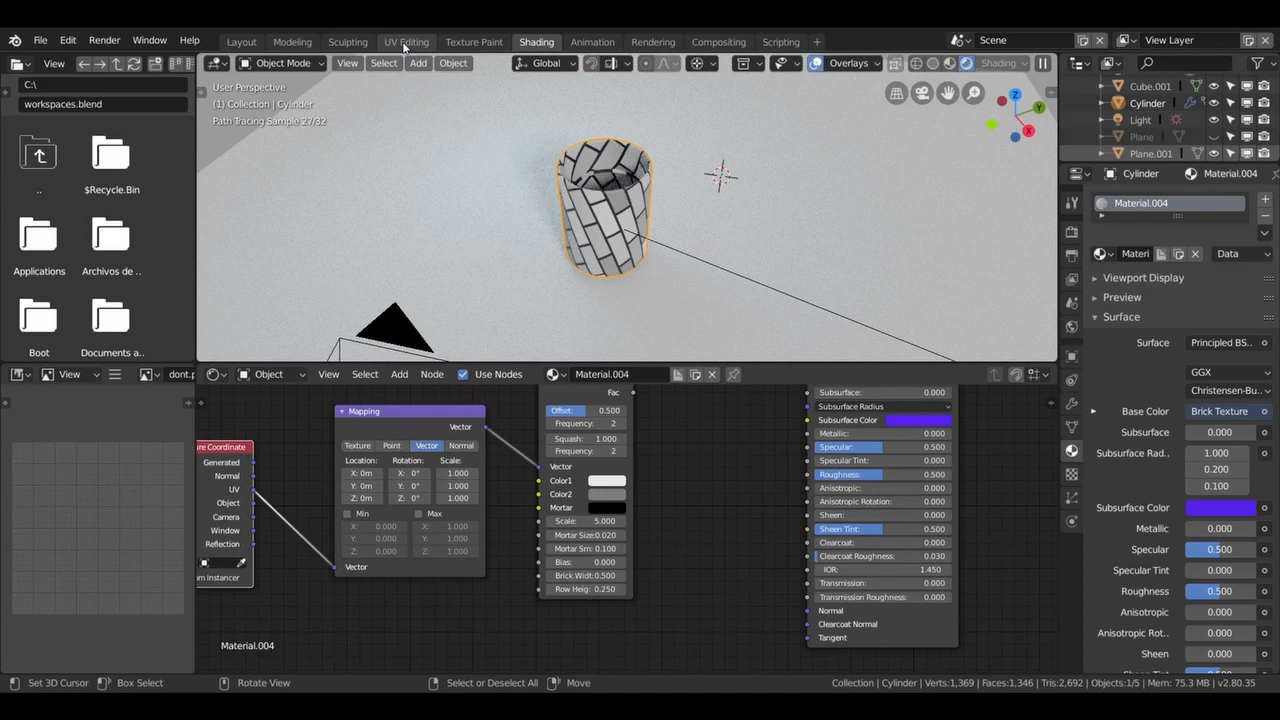 File Edit Render Window Help Layout Modeling Sculpting UV Editing Texture Paint Shading Animation Rendering Compositing Scripting + Scene View Layer
View Object Mode View Select Add Object Global Overlays Shading
C:\
workspaces.blend
..
$Recycle.Bin
Applications
Archivos de ..
Boot
Documents a..
User Perspective
(1) Collection | Cylinder
Path Tracing Sample 27/32
Z
Y
X
Cube.001
Cylinder
Light
Plane
Plane.001
Cylinder Material.004
Material.004
Materi Data
Viewport Display
Preview
Surface
Surface Principled BS..
GGX
Christensen-Bu..
Base Color Brick Texture
Subsurface 0.000
Subsurface Rad.. 1.000
0.200
0.100
Subsurface Color
Metallic 0.000
Specular 0.500
Specular Tint 0.000
Roughness 0.500
Anisotropic 0.000
Anisotropic Rot.. 0.000
Sheen 0.000
View dont.p
Object View Select Add Node Use Nodes Material.004
ure Coordinate
Generated
Normal
UV
Object
Camera
Window
Reflection
om Instancer
Mapping
Vector
Texture Point Vector Normal
Location: Rotation: Scale:
X: 0m X: 0° 1.000
Y: 0m Y: 0° 1.000
Z: 0m Z: 0° 1.000
Min Max
X: 0.000 X: 1.000
Y: 0.000 Y: 1.000
Z: 0.000 Z: 1.000
Vector
Fac
Offset: 0.500
Frequency: 2
Squash: 1.000
Frequency: 2
Vector
Color1
Color2
Mortar
Scale: 5.000
Mortar Size:0.020
Mortar Sm: 0.100
Bias: 0.000
Brick Widt:0.500
Row Heig: 0.250
Subsurface: 0.000
Subsurface Radius
Subsurface Color
Metallic: 0.000
Specular: 0.500
Specular Tint: 0.000
Roughness: 0.500
Anisotropic: 0.000
Anisotropic Rotation: 0.000
Sheen: 0.000
Sheen Tint: 0.500
Clearcoat: 0.000
Clearcoat Roughness: 0.030
IOR: 1.450
Transmission: 0.000
Transmission Roughness: 0.000
Normal
Clearcoat Normal
Tangent
Material.004
Set 3D Cursor Box Select Rotate View Select or Deselect All Move Collection | Cylinder | Verts:1,369 | Faces:1,346 | Tris:2,692 | Objects:1/5 | Mem: 75.3 MB | v2.80.35